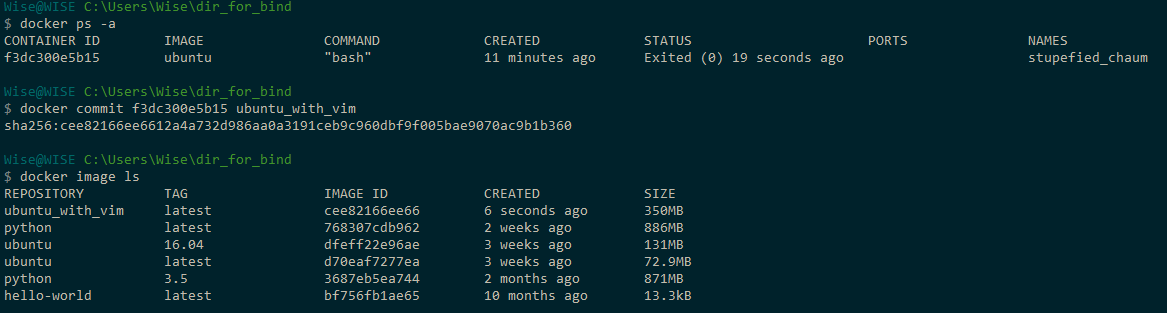 Wise@WISE C:\Users\Wise\dir_for_bind
$ docker ps -a
CONTAINER ID        IMAGE               COMMAND             CREATED             STATUS                      PORTS               NAMES
f3dc300e5b15        ubuntu              "bash"              11 minutes ago      Exited (0) 19 seconds ago                       stupefied_chaum
Wise@WISE C:\Users\Wise\dir_for_bind
$ docker commit f3dc300e5b15 ubuntu_with_vim
sha256:cee82166ee6612a4a732d986aa0a3191ceb9c960dbf9f005bae9070ac9b1b360
Wise@WISE C:\Users\Wise\dir_for_bind
$ docker image ls
REPOSITORY          TAG                 IMAGE ID            CREATED             SIZE
ubuntu_with_vim     latest              cee82166ee66        6 seconds ago       350MB
python              latest              768307cdb962        2 weeks ago         886MB
ubuntu              16.04               dfeff22e96ae        3 weeks ago         131MB
ubuntu              latest              d70eaf7277ea        3 weeks ago         72.9MB
python              3.5                 3687eb5ea744        2 months ago        871MB
hello-world         latest              bf756fb1ae65        10 months ago       13.3kB